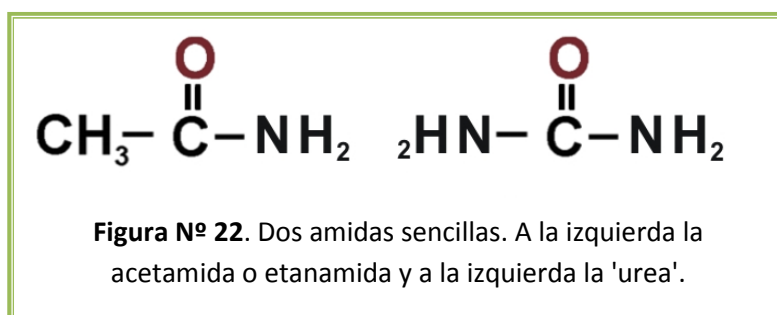 O O
CH₃– C – NH₂ ₂HN– C – NH₂
Figura Nº 22. Dos amidas sencillas. A la izquierda la
acetamida o etanamida y a la izquierda la 'urea'.